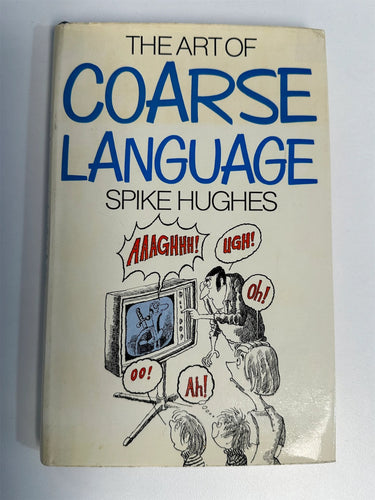 THE ART OF
COARSE
LANGUAGE
SPIKE HUGHES
AAAGHHH!
UGH!
Oh!
OO!
Ah!